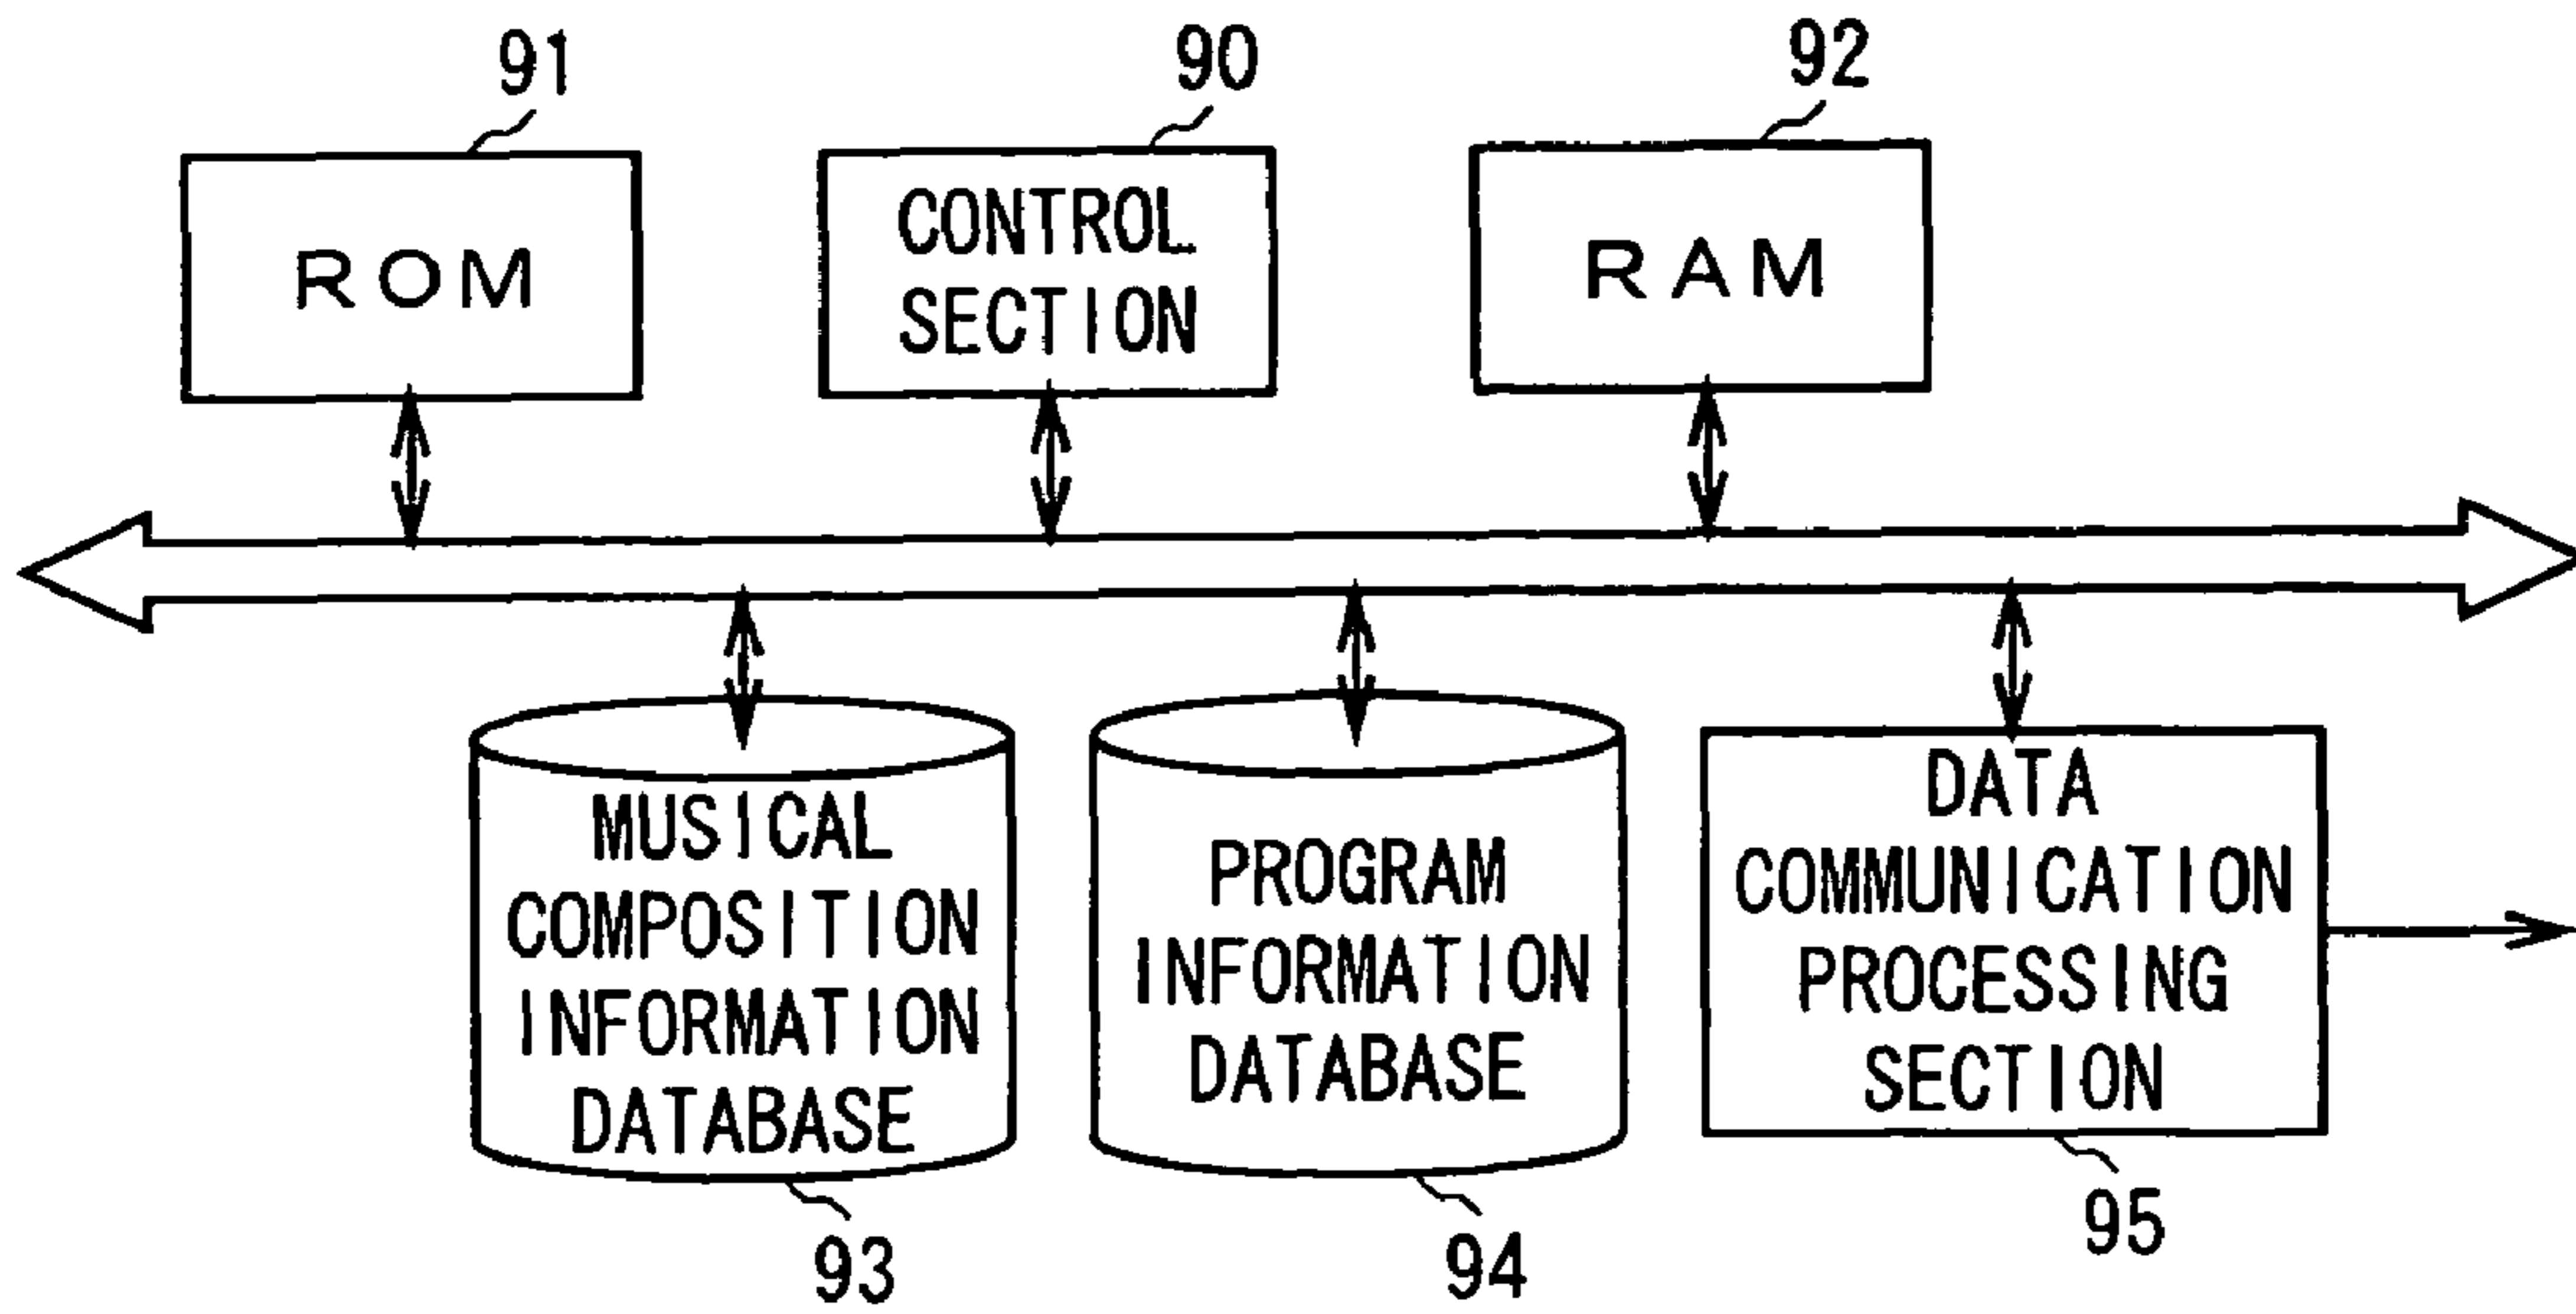 91
90
92
ROM
CONTROL
SECTION
RAM
MUSICAL
COMPOSITION
INFORMATION
DATABASE
PROGRAM
INFORMATION
DATABASE
DATA
COMMUNICATION
PROCESSING
SECTION
93
94
95